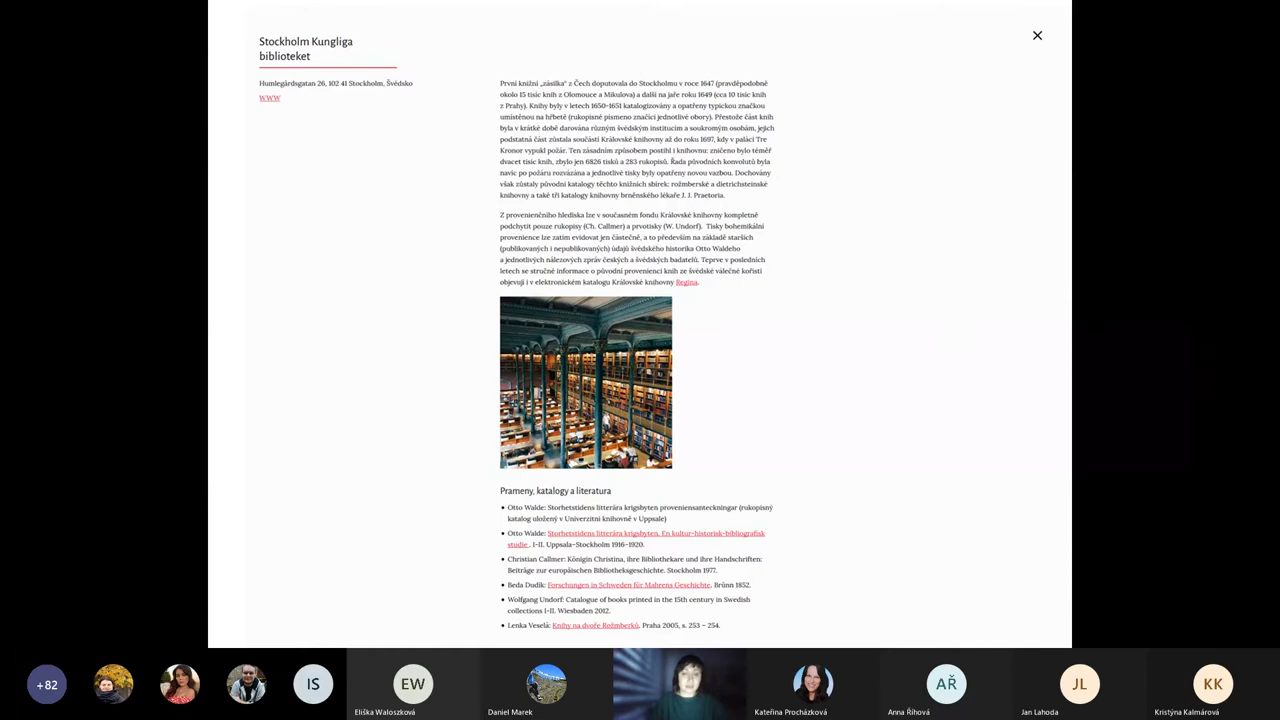 Stockholm Kungliga
biblioteket
Humlegårdsgatan 26, 102 41 Stockholm, Švédsko
WWW
První knižní „zásilka“ z Čech doputovala do Stockholmu v roce 1647 (pravděpodobně
okolo 15 tisíc knih z Olomouce a Mikulova) a další na jaře roku 1649 (cca 10 tisíc knih
z Prahy). Knihy byly v letech 1650-1651 katalogizovány a opatřeny typickou značkou
umístěnou na hřbetě (rukopisné písmeno značící jednotlivé obory). Přestože část knih
byla v krátké době darována různým švédským institucím a soukromým osobám, jejich
podstatná část zůstala součástí Královské knihovny až do roku 1697, kdy v paláci Tre
Kronor vypukl požár. Ten zásadním způsobem postihl i knihovnu: zničeno bylo téměř
dvacet tisíc knih, zbylo jen 6826 tisků a 283 rukopisů. Řada původních konvolutů byla
navíc po požáru rozvázána a jednotlivé tisky byly opatřeny novou vazbou. Dochovány
však zůstaly původní katalogy těchto knižních sbírek: rožmberské a dietrichsteinské
knihovny a také tři katalogy knihovny brněnského lékaře J. J. Praetoria.
Z provenienčního hlediska lze v současném fondu Královské knihovny kompletně
podchytit pouze rukopisy (Ch. Callmer) a prvotisky (W. Undorf). Tisky bohemikální
provenience lze zatím evidovat jen částečně, a to především na základě starších
(publikovaných i nepublikovaných) údajů švédského historika Otto Waldeho
a jednotlivých nálezových zpráv českých a švédských badatelů. Teprve v posledních
letech se stručné informace o původní provenienci knih ze švédské válečné kořisti
objevují i v elektronickém katalogu Královské knihovny Regina.
Prameny, katalogy a literatura
• Otto Walde: Storhetstidens litterära krigsbyten proveniensanteckningar (rukopisný
katalog uložený v Univerzitní knihovně v Uppsale)
• Otto Walde: Storhetstidens litterära krigsbyten. En kultur-historisk-bibliografisk
studie , I-II. Uppsala–Stockholm 1916–1920.
• Christian Callmer: Königin Christina, ihre Bibliothekare und ihre Handschriften:
Beiträge zur europäischen Bibliotheksgeschichte. Stockholm 1977.
• Beda Dudík: Forschungen in Schweden für Mahrens Geschichte. Brünn 1852.
• Wolfgang Undorf: Catalogue of books printed in the 15th century in Swedish
collections I-II. Wiesbaden 2012.
• Lenka Veselá: Knihy na dvoře Rožmberků. Praha 2005, s. 253 – 254.
+82
IS
EW
AŘ
JL
KK
Eliška Waloszková
Daniel Marek
Kateřina Procházková
Anna Říhová
Jan Lahoda
Kristýna Kalmárová